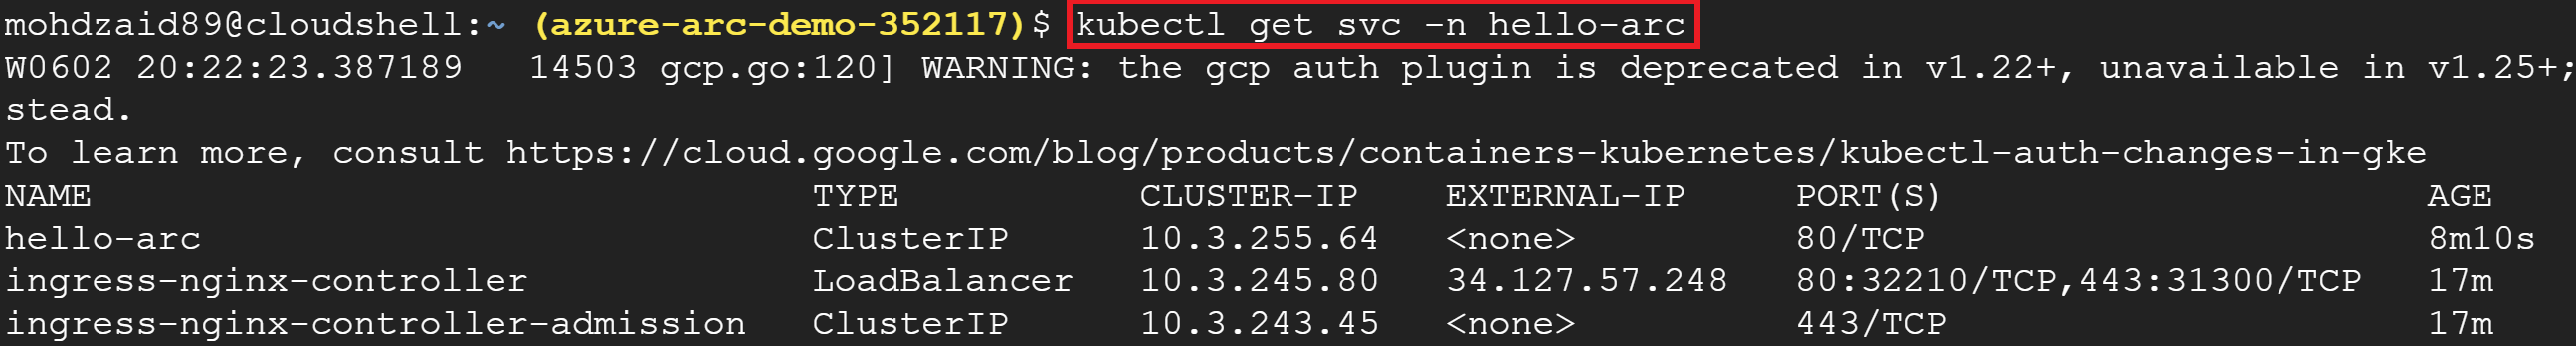 mohdzaid89@cloudshell:~ (azure-arc-demo-352117)$ kubectl get svc -n hello-arc
W0602 20:22:23.387189   14503 gcp.go:120] WARNING: the gcp auth plugin is deprecated in v1.22+, unavailable in v1.25+;
stead.
To learn more, consult https://cloud.google.com/blog/products/containers-kubernetes/kubectl-auth-changes-in-gke
NAME                                 TYPE           CLUSTER-IP    EXTERNAL-IP     PORT(S)                      AGE
hello-arc                            ClusterIP      10.3.255.64   <none>          80/TCP                       8m10s
ingress-nginx-controller             LoadBalancer   10.3.245.80   34.127.57.248   80:32210/TCP,443:31300/TCP   17m
ingress-nginx-controller-admission   ClusterIP      10.3.243.45   <none>          443/TCP                      17m